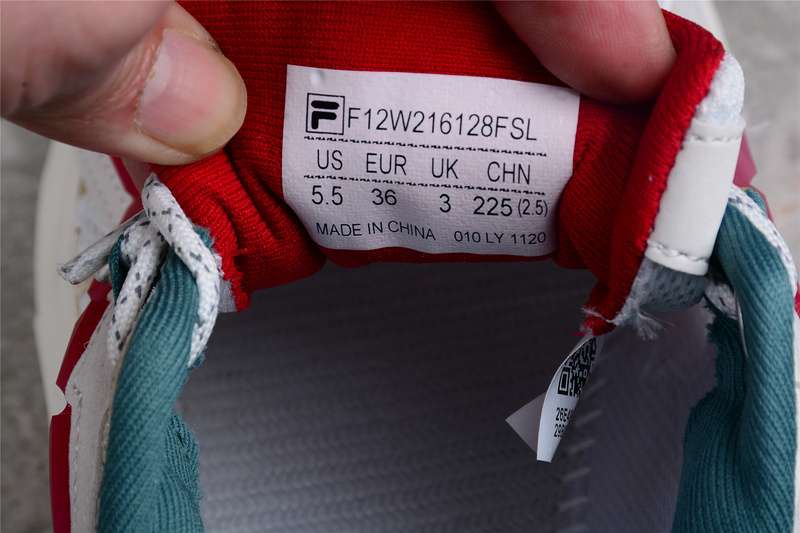 F F12W216128FSL
US EUR UK CHN
5.5 36 3 225 (2.5)
MADE IN CHINA 010 LY 1120